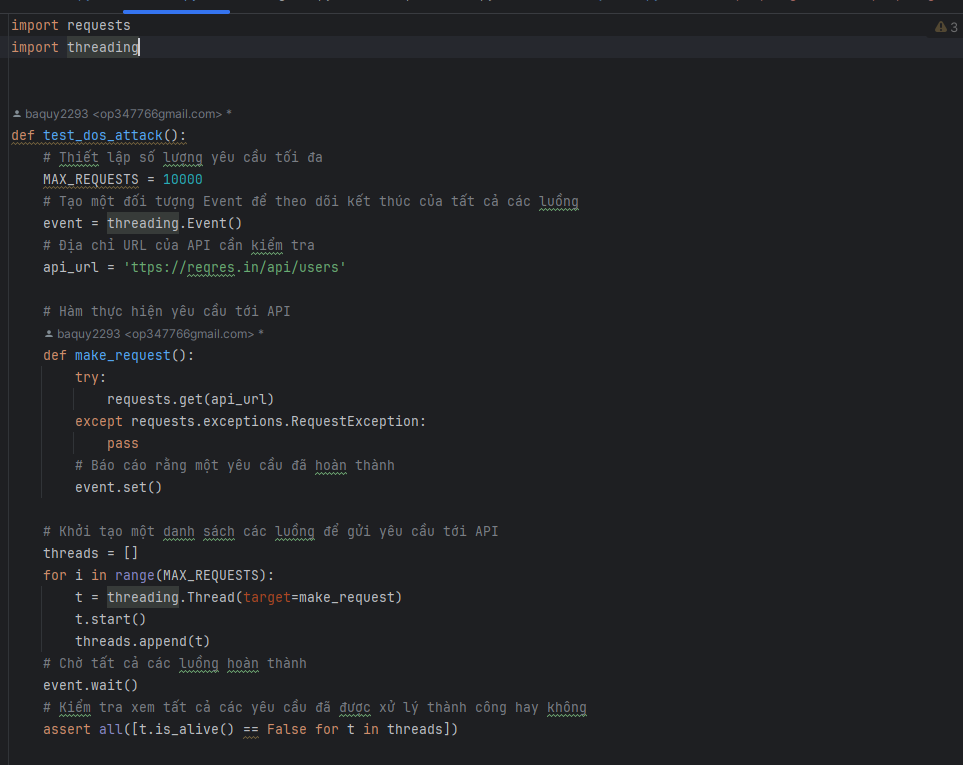 import requests
import threading
3
baquy2293 <op347766gmail.com> *
def test_dos_attack():
    # Thiết lập số lượng yêu cầu tối đa
    MAX_REQUESTS = 10000
    # Tạo một đối tượng Event để theo dõi kết thúc của tất cả các luồng
    event = threading.Event()
    # Địa chỉ URL của API cần kiểm tra
    api_url = 'ttps://reqres.in/api/users'
    # Hàm thực hiện yêu cầu tới API
    baquy2293 <op347766gmail.com> *
    def make_request():
        try:
            requests.get(api_url)
        except requests.exceptions.RequestException:
            pass
        # Báo cáo rằng một yêu cầu đã hoàn thành
        event.set()
    # Khởi tạo một danh sách các luồng để gửi yêu cầu tới API
    threads = []
    for i in range(MAX_REQUESTS):
        t = threading.Thread(target=make_request)
        t.start()
        threads.append(t)
    # Chờ tất cả các luồng hoàn thành
    event.wait()
    # Kiểm tra xem tất cả các yêu cầu đã được xử lý thành công hay không
    assert all([t.is_alive() == False for t in threads])